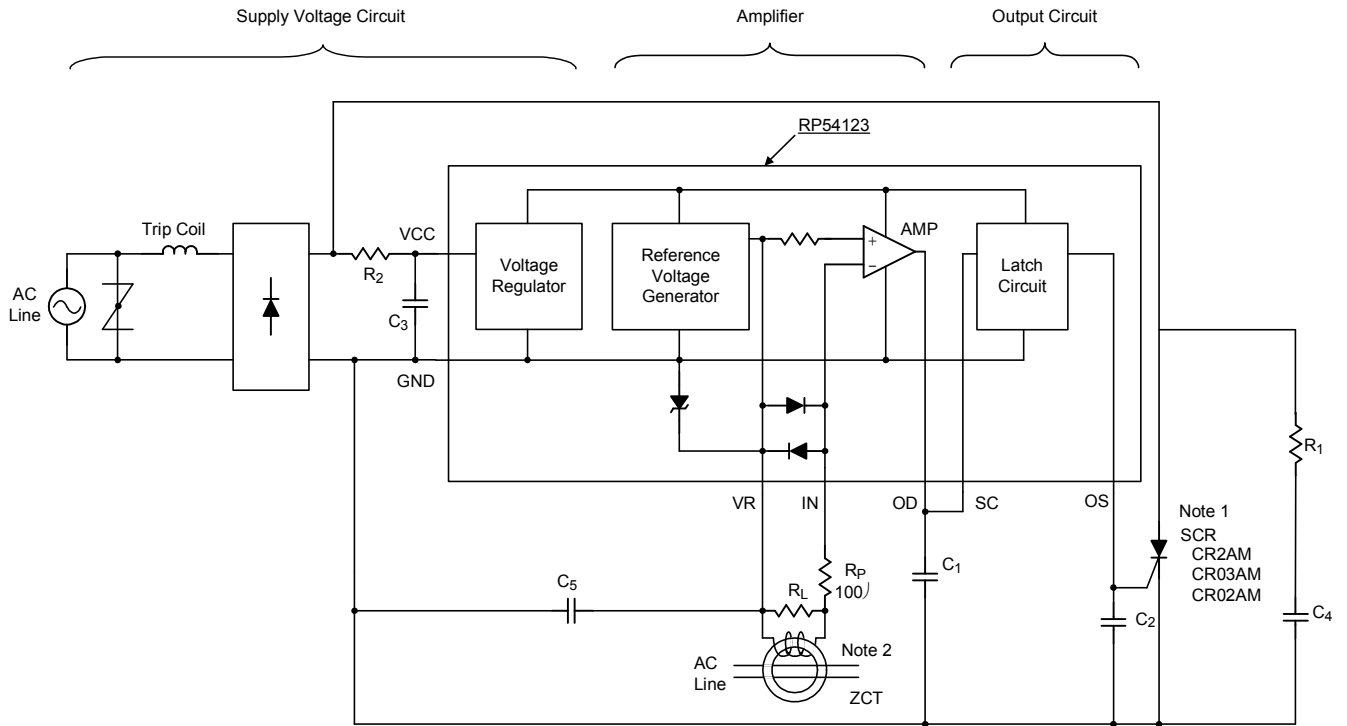 Supply Voltage Circuit
Amplifier
Output Circuit
RP54123
Trip Coil
VCC
R2
C3
GND
AC
Line
Voltage
Regulator
Reference
Voltage
Generator
AMP
+
−
Latch
Circuit
R1
VR
IN
OD
SC
OS
Note 1
SCR
CR2AM
CR03AM
CR02AM
C5
RL
RP
100)
C1
C2
C4
AC
Line
Note 2
ZCT